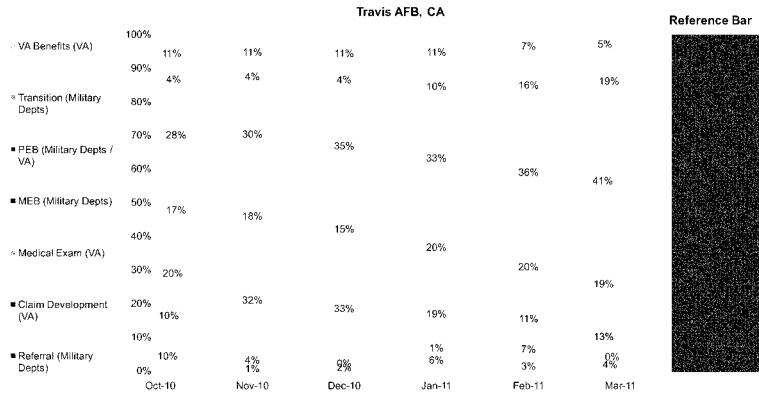 Travis AFB, CA
Reference Bar
VA Benefits (VA)
Transition (Military
Depts)
PEB (Military Depts /
VA)
MEB (Military Depts)
Medical Exam (VA)
Claim Development
(VA)
Referral (Military
Depts)
100%
11% 11% 11% 11% 7% 5%
90%
4% 4% 4% 10% 16% 19%
80%
70% 28% 30% 35% 33% 36% 41%
60%
50%
17% 18% 15% 20% 20% 19%
40%
30% 20%
20%
10% 32% 33% 19% 11% 13%
10%
10% 4% 0% 1% 7% 0%
0% 1% 2% 6% 3% 4%
Oct-10 Nov-10 Dec-10 Jan-11 Feb-11 Mar-11